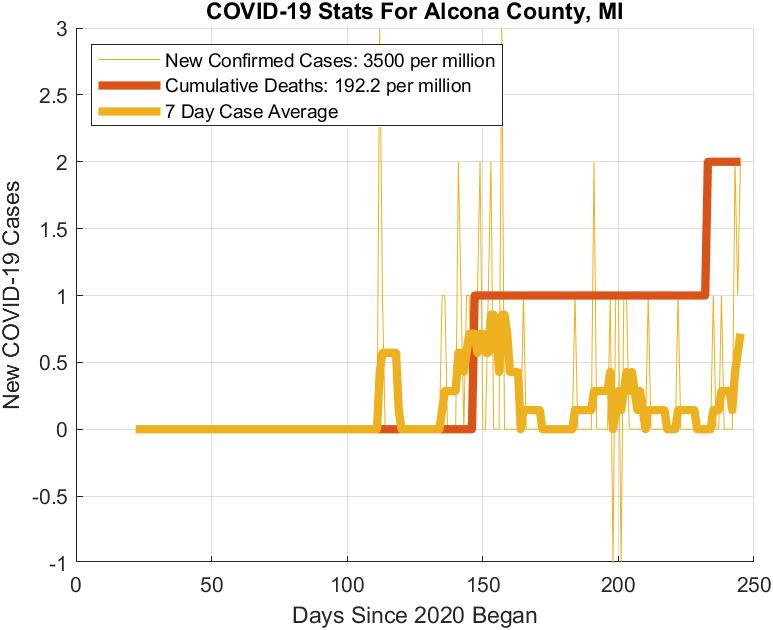 COVID-19 Stats For Alcona County, MI
New Confirmed Cases: 3500 per million
Cumulative Deaths: 192.2 per million
7 Day Case Average
New COVID-19 Cases
3
2.5
2
1.5
1
0.5
0
-0.5
-1
0 50 100 150 200 250
Days Since 2020 Began